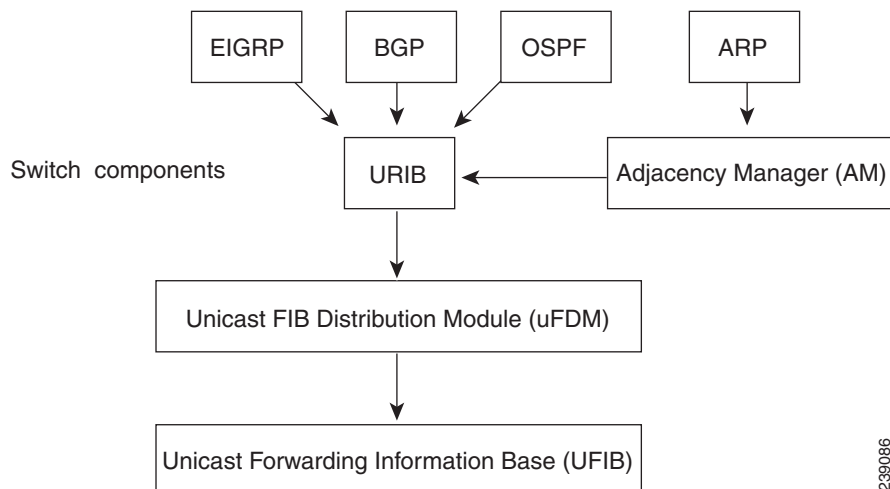 EIGRP
BGP
OSPF
ARP
Switch components
URIB
Adjacency Manager (AM)
Unicast FIB Distribution Module (uFDM)
Unicast Forwarding Information Base (UFIB)
239086